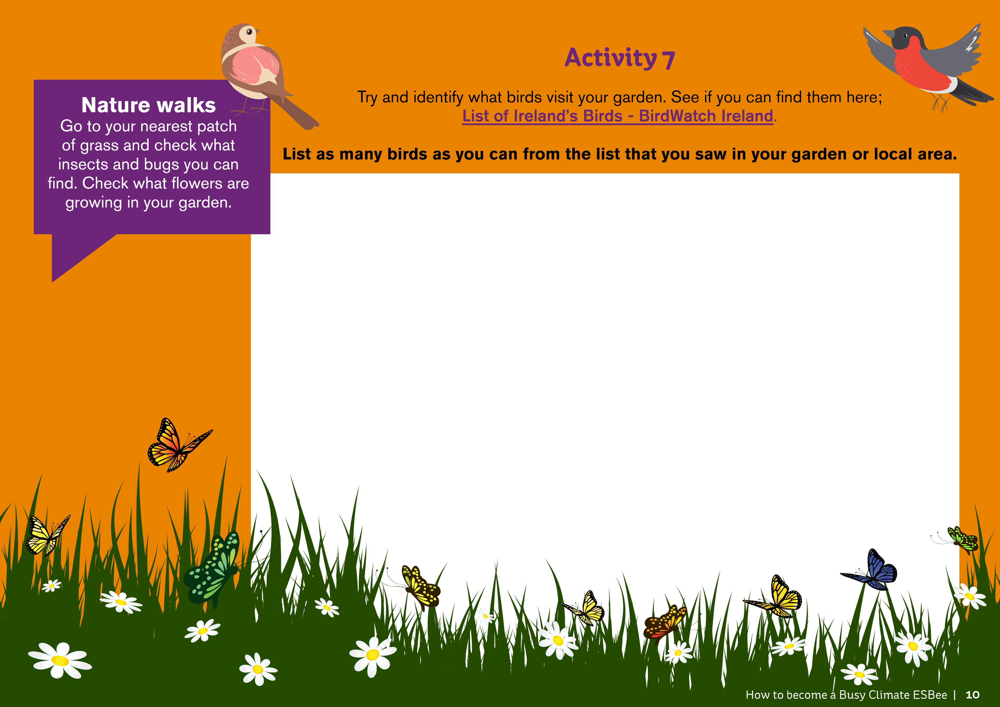 Nature walks
Go to your nearest patch
of grass and check what
insects and bugs you can
find. Check what flowers are
growing in your garden.
Activity 7
Try and identify what birds visit your garden. See if you can find them here;
List of Ireland’s Birds - BirdWatch Ireland.
List as many birds as you can from the list that you saw in your garden or local area.
How to become a Busy Climate ESBee | 10